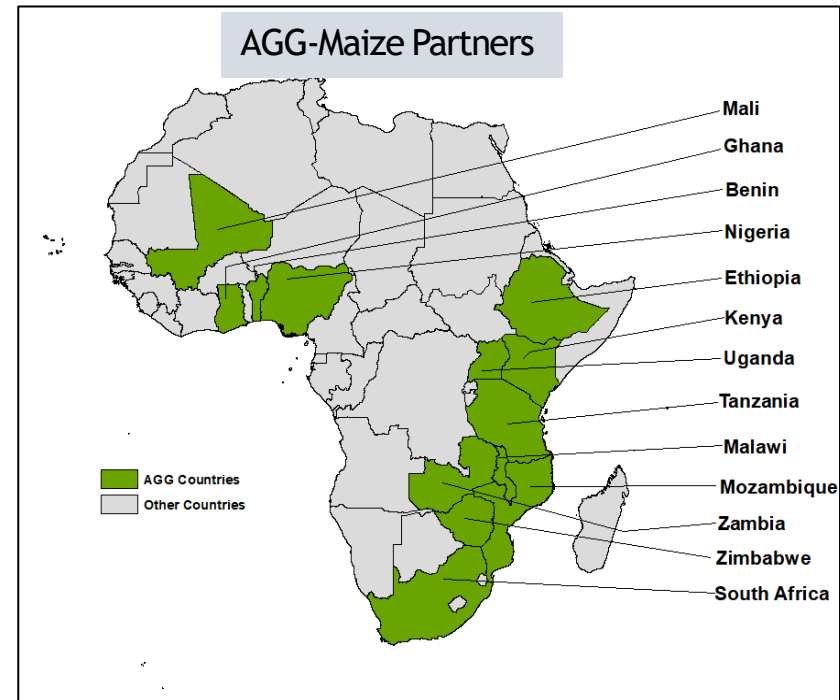 AGG-Maize Partners
Mali
Ghana
Benin
Nigeria
Ethiopia
Kenya
Uganda
Tanzania
Malawi
Mozambique
Zambia
Zimbabwe
South Africa
AGG Countries
Other Countries